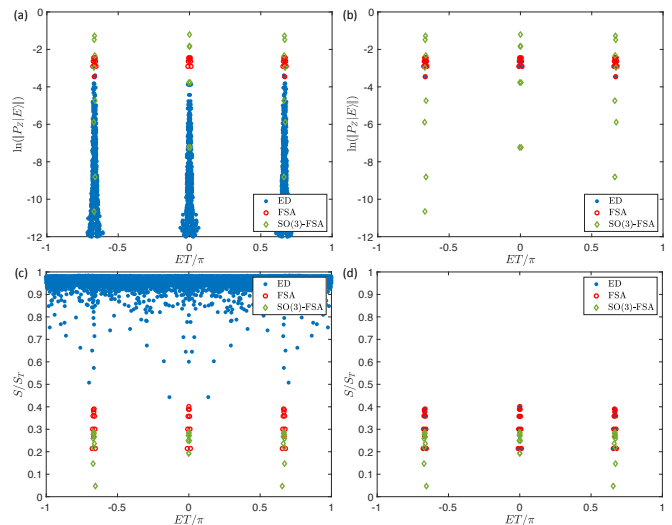 (a)
0
-2
-4
-6
-8
-10
-12
ln(‖P_Z|E⟩‖)
-1 -0.5 0 0.5 1
ET/π
ED
FSA
SO(3)-FSA
(b)
0
-2
-4
-6
-8
-10
-12
ln(‖P_Z|E⟩‖)
-1 -0.5 0 0.5 1
ET/π
ED
FSA
SO(3)-FSA
(c)
1
0.9
0.8
0.7
0.6
0.5
0.4
0.3
0.2
0.1
0
S/S_T
-1 -0.5 0 0.5 1
ET/π
ED
FSA
SO(3)-FSA
(d)
1
0.9
0.8
0.7
0.6
0.5
0.4
0.3
0.2
0.1
0
S/S_T
-1 -0.5 0 0.5 1
ET/π
ED
FSA
SO(3)-FSA